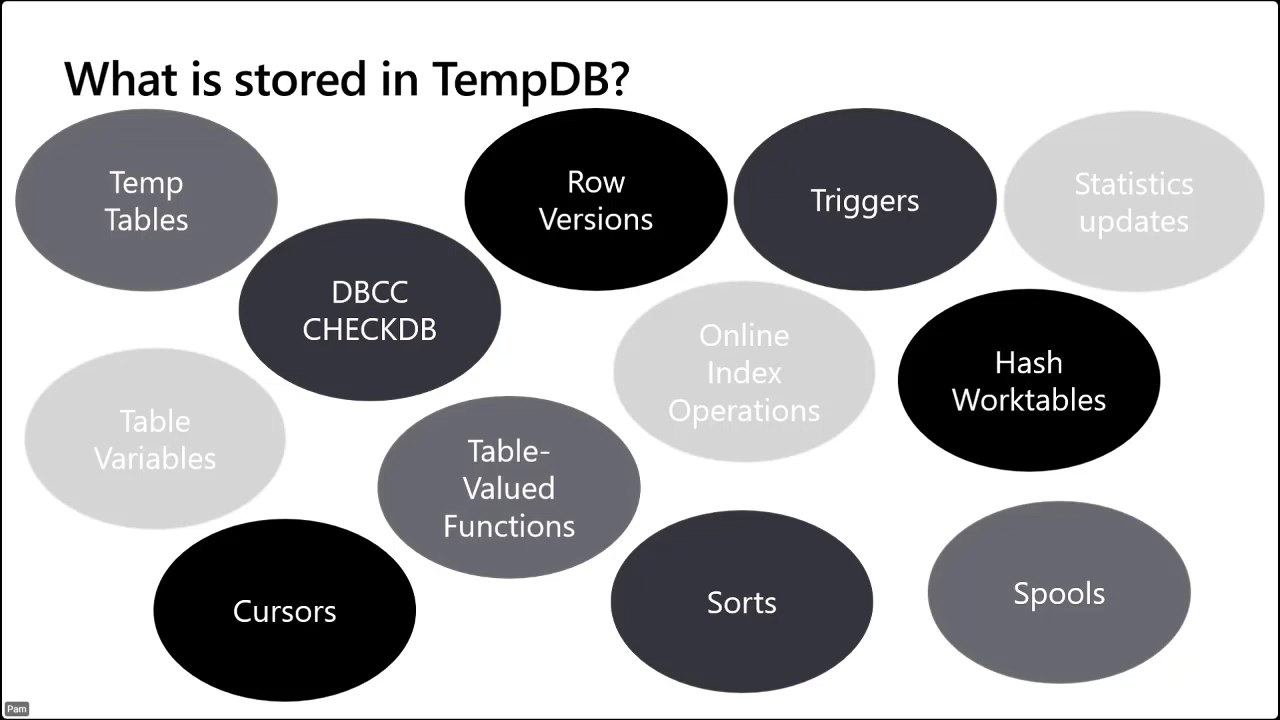 What is stored in TempDB?
Temp
Tables
Row
Versions
Triggers
Statistics
updates
DBCC
CHECKDB
Online
Index
Operations
Hash
Worktables
Table
Variables
Table-
Valued
Functions
Cursors
Sorts
Spools
Pam